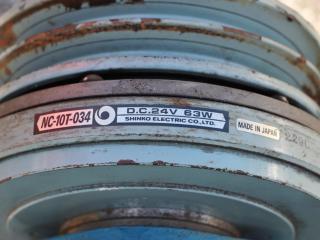 NC-10T-034
D.C.24V 63W
SHINKO ELECTRIC CO.,LTD.
MADE IN JAPAN